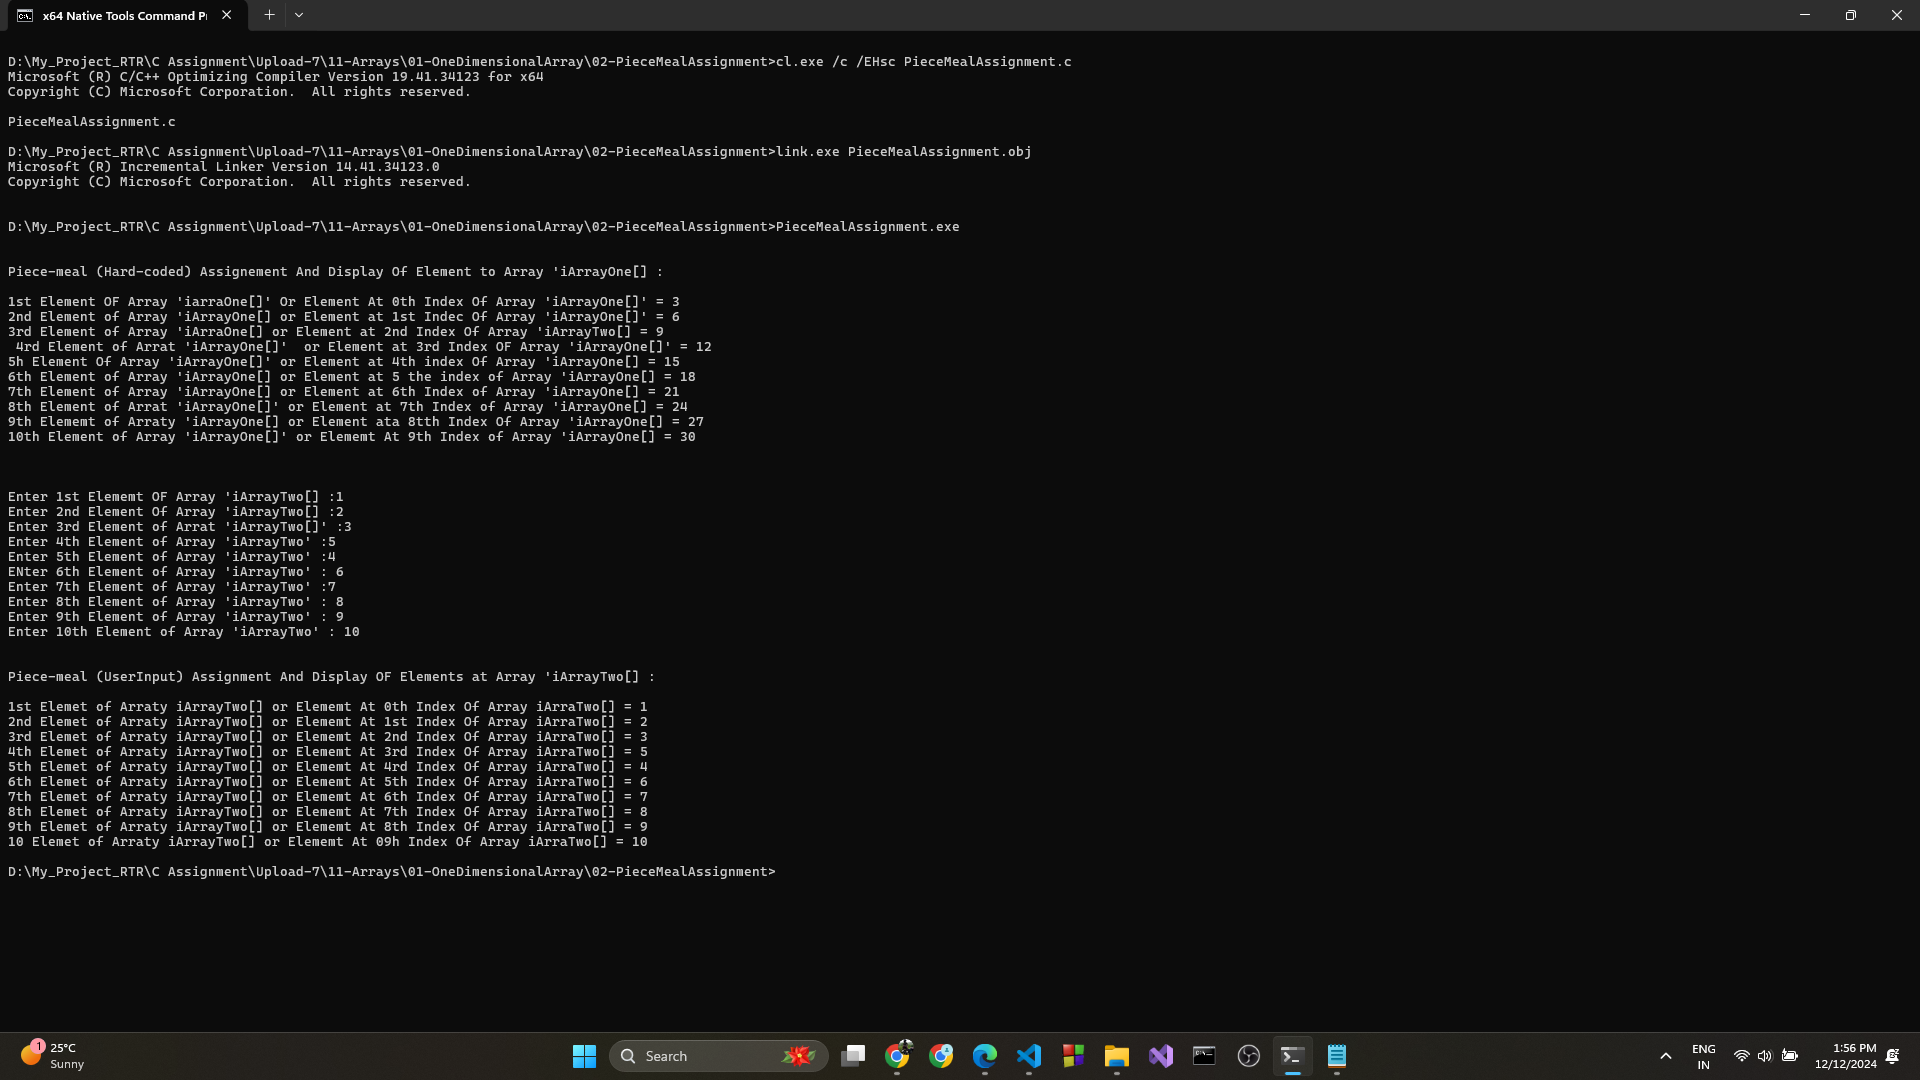 x64 Native Tools Command P
D:\My_Project_RTR\C Assignment\Upload-7\11-Arrays\01-OneDimensionalArray\02-PieceMealAssignment>cl.exe /c /EHsc PieceMealAssignment.c
Microsoft (R) C/C++ Optimizing Compiler Version 19.41.34123 for x64
Copyright (C) Microsoft Corporation.  All rights reserved.
PieceMealAssignment.c
D:\My_Project_RTR\C Assignment\Upload-7\11-Arrays\01-OneDimensionalArray\02-PieceMealAssignment>link.exe PieceMealAssignment.obj
Microsoft (R) Incremental Linker Version 14.41.34123.0
Copyright (C) Microsoft Corporation.  All rights reserved.
D:\My_Project_RTR\C Assignment\Upload-7\11-Arrays\01-OneDimensionalArray\02-PieceMealAssignment>PieceMealAssignment.exe
Piece-meal (Hard-coded) Assignement And Display Of Element to Array 'iArrayOne[] :
1st Element OF Array 'iarraOne[]' Or Element At 0th Index Of Array 'iArrayOne[]' = 3
2nd Element of Array 'iArrayOne[] or Element at 1st Indec Of Array 'iArrayOne[]' = 6
3rd Element of Array 'iArraOne[] or Element at 2nd Index Of Array 'iArrayTwo[] = 9
 4rd Element of Arrat 'iArrayOne[]'  or Element at 3rd Index OF Array 'iArrayOne[]' = 12
5h Element Of Array 'iArrayOne[]' or Element at 4th index Of Array 'iArrayOne[] = 15
6th Element of Array 'iArrayOne[] or Element at 5 the index of Array 'iArrayOne[] = 18
7th Element of Array 'iArrayOne[] or Element at 6th Index of Array 'iArrayOne[] = 21
8th Element of Arrat 'iArraOne[]' or Element at 7th Index of Array 'iArrayOne[] = 24
9th Elememt of Arraty 'iArrayOne[] or Element ata 8tth Index Of Array 'iArrayOne[] = 27
10th Element of Array 'iArrayOne[]' or Elememt At 9th Index of Array 'iArrayOne[] = 30
Enter 1st Elememt OF Array 'iArrayTwo[] :1
Enter 2nd Element Of Array 'iArrayTwo[] :2
Enter 3rd Element of Arrat 'iArrayTwo[]' :3
Enter 4th Element of Array 'iArrayTwo' :5
Enter 5th Element of Array 'iArrayTwo' :4
ENter 6th Element of Array 'iArrayTwo' : 6
Enter 7th Element of Array 'iArrayTwo' :7
Enter 8th Element of Array 'iArrayTwo' : 8
Enter 9th Element of Array 'iArrayTwo' : 9
Enter 10th Element of Array 'iArrayTwo' : 10
Piece-meal (UserInput) Assignment And Display OF Elements at Array 'iArrayTwo[] :
1st Elemet of Arraty iArrayTwo[] or Elememt At 0th Index Of Array iArraTwo[] = 1
2nd Elemet of Arraty iArrayTwo[] or Elememt At 1st Index Of Array iArraTwo[] = 2
3rd Elemet of Arraty iArrayTwo[] or Elememt At 2nd Index Of Array iArraTwo[] = 3
4th Elemet of Arraty iArrayTwo[] or Elememt At 3rd Index Of Array iArraTwo[] = 5
5th Elemet of Arraty iArrayTwo[] or Elememt At 4rd Index Of Array iArraTwo[] = 4
6th Elemet of Arraty iArrayTwo[] or Elememt At 5th Index Of Array iArraTwo[] = 6
7th Elemet of Arraty iArrayTwo[] or Elememt At 6th Index Of Array iArraTwo[] = 7
8th Elemet of Arraty iArrayTwo[] or Elememt At 7th Index Of Array iArraTwo[] = 8
9th Elemet of Arraty iArrayTwo[] or Elememt At 8th Index Of Array iArraTwo[] = 9
10 Elemet of Arraty iArrayTwo[] or Elememt At 09h Index Of Array iArraTwo[] = 10
D:\My_Project_RTR\C Assignment\Upload-7\11-Arrays\01-OneDimensionalArray\02-PieceMealAssignment>
1
25°C
Sunny
Search
ENG
IN
1:56 PM
12/12/2024